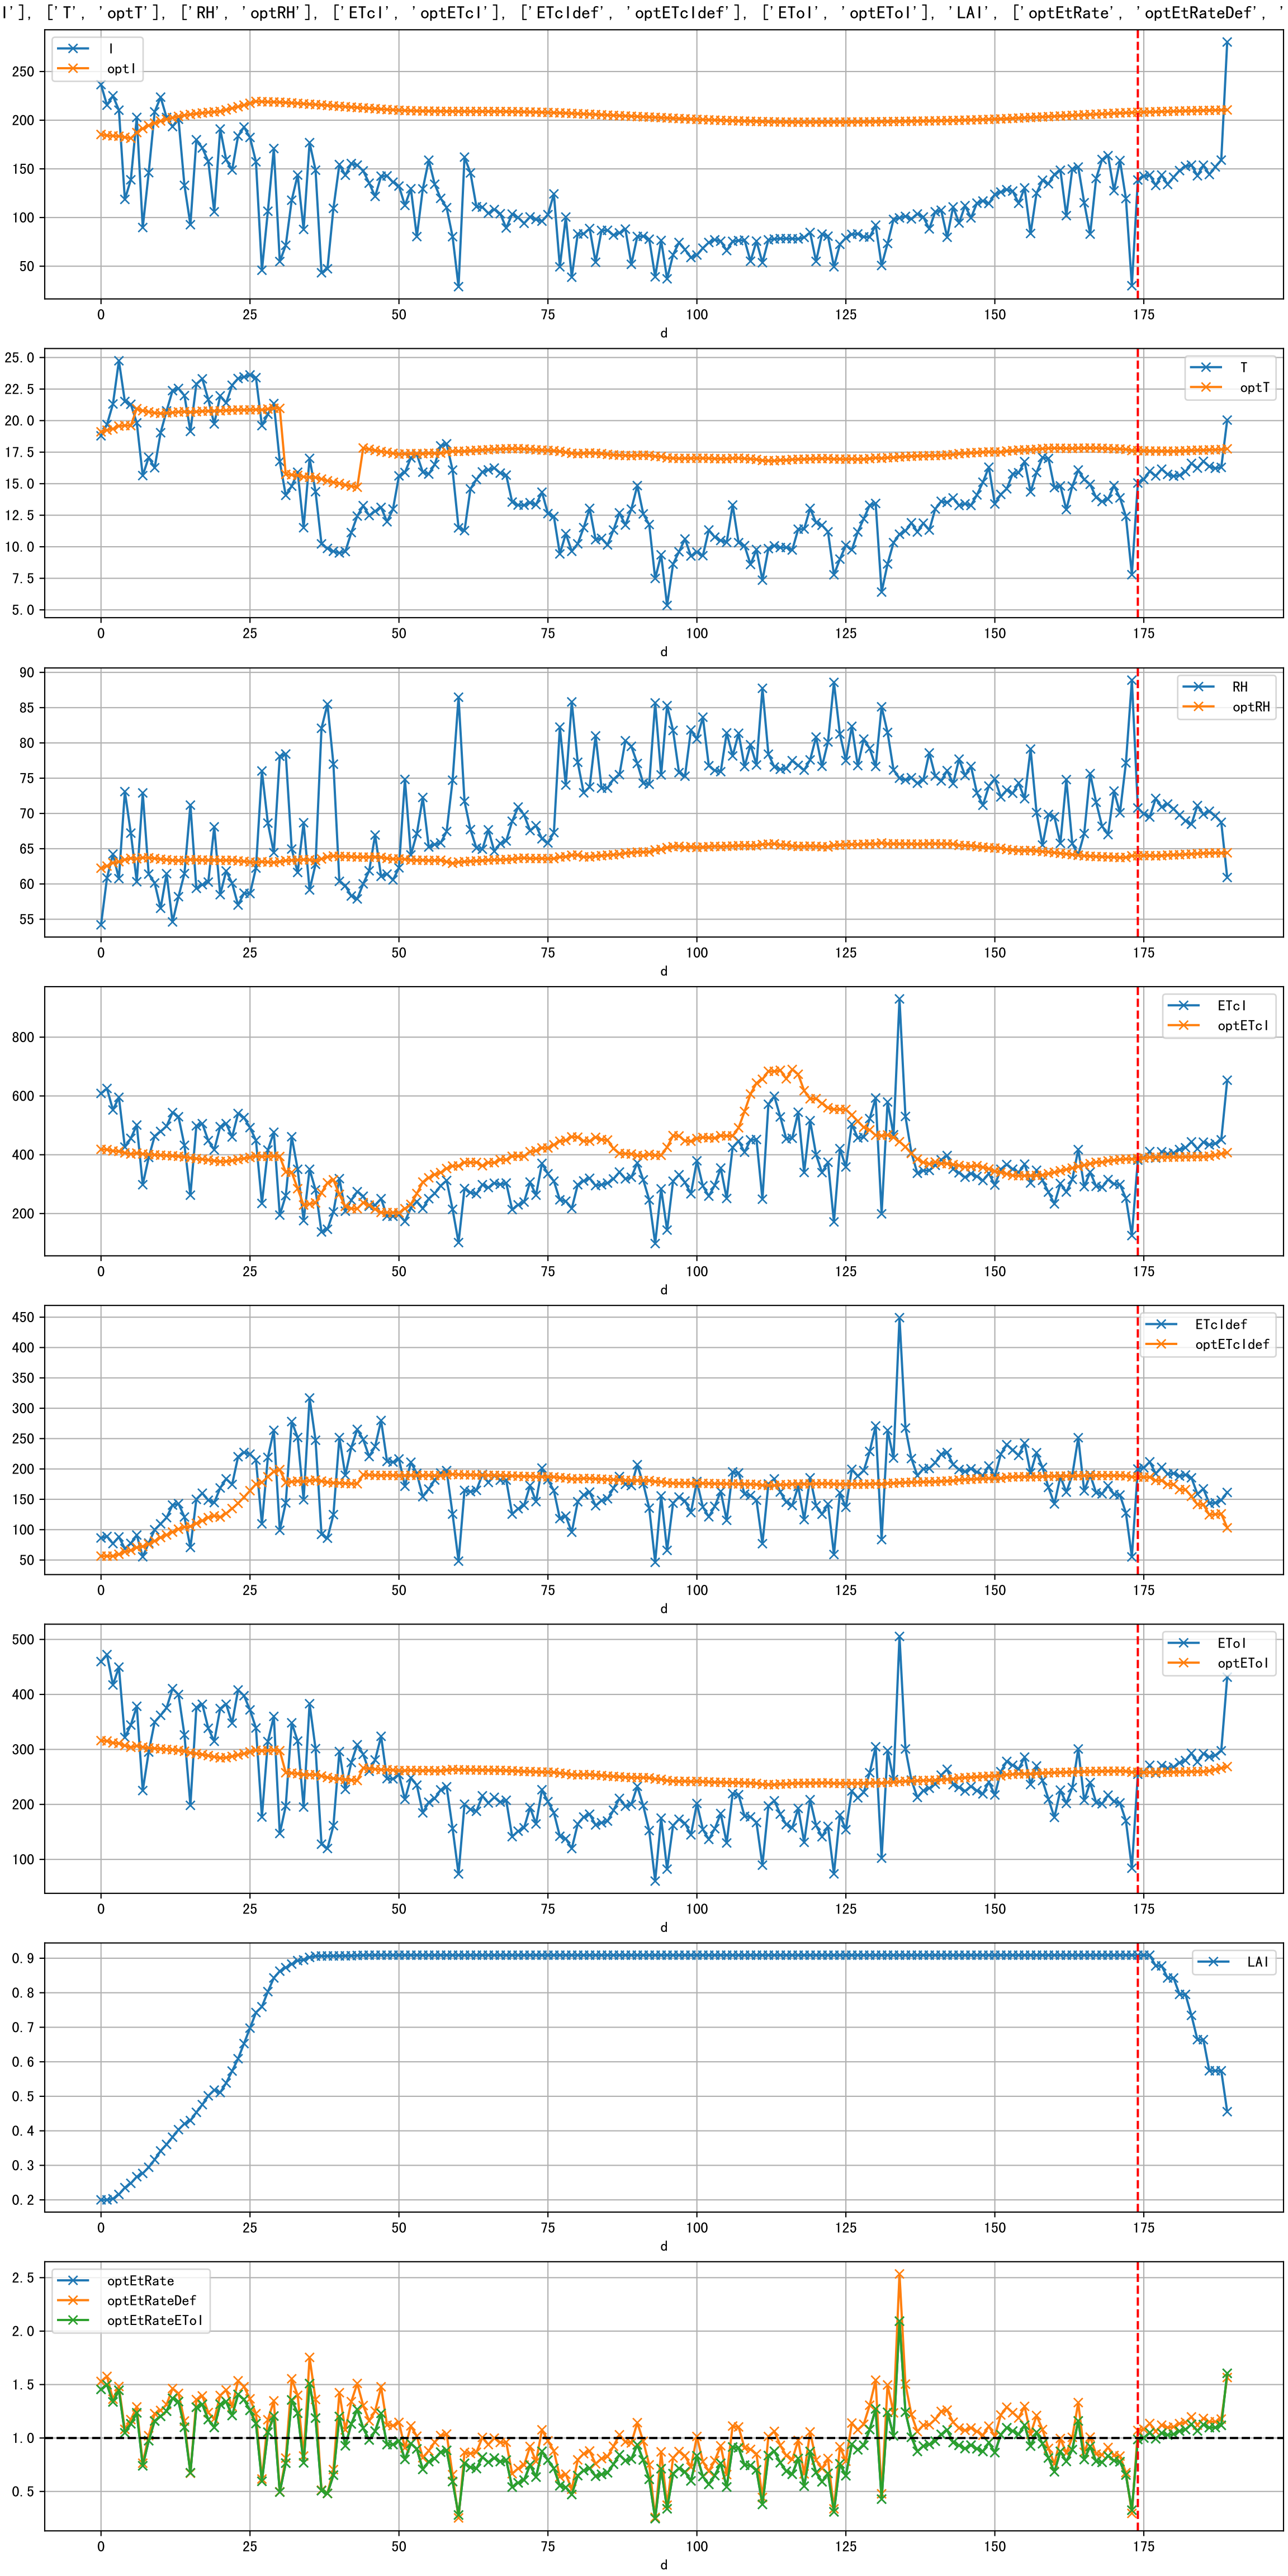 I'], ['T', 'optT'], ['RH', 'optRH'], ['ETcI', 'optETcI'], ['ETcIdef', 'optETcIdef'], ['EToI', 'optEToI'], 'LAI', ['optEtRate', 'optEtRateDef', '
I
optI
250
200
150
100
50
0 25 50 75 100 125 150 175
d
T
optT
25.0
22.5
20.0
17.5
15.0
12.5
10.0
7.5
5.0
0 25 50 75 100 125 150 175
d
RH
optRH
90
85
80
75
70
65
60
55
0 25 50 75 100 125 150 175
d
ETcI
optETcI
800
600
400
200
0 25 50 75 100 125 150 175
d
ETcIdef
optETcIdef
450
400
350
300
250
200
150
100
50
0 25 50 75 100 125 150 175
d
EToI
optEToI
500
400
300
200
100
0 25 50 75 100 125 150 175
d
LAI
0.9
0.8
0.7
0.6
0.5
0.4
0.3
0.2
0 25 50 75 100 125 150 175
d
optEtRate
optEtRateDef
optEtRateEToI
2.5
2.0
1.5
1.0
0.5
0 25 50 75 100 125 150 175
d